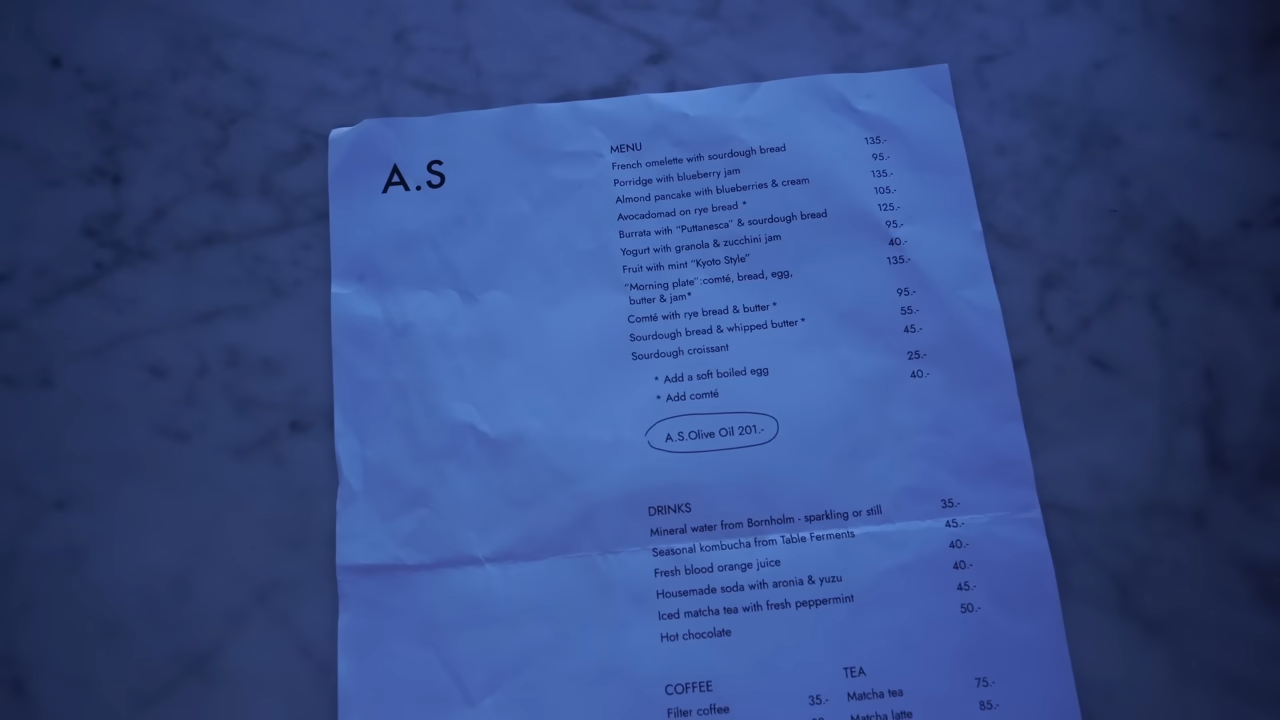 A.S
MENU
French omelette with sourdough bread 135.-
Porridge with blueberry jam 95.-
Almond pancake with blueberries & cream 135.-
Avocadomad on rye bread * 105.-
Burrata with "Puttanesca" & sourdough bread 125.-
Yogurt with granola & zucchini jam 95.-
Fruit with mint "Kyoto Style" 40.-
"Morning plate":comté, bread, egg, 135.-
butter & jam*
Comté with rye bread & butter * 95.-
Sourdough bread & whipped butter * 55.-
Sourdough croissant 45.-
* Add a soft boiled egg 25.-
* Add comté 40.-
A.S.Olive Oil 201.-
DRINKS
Mineral water from Bornholm - sparkling or still 35.-
Seasonal kombucha from Table Ferments 45.-
Fresh blood orange juice 40.-
Housemade soda with aronia & yuzu 40.-
Iced matcha tea with fresh peppermint 45.-
Hot chocolate 50.-
COFFEE
Filter coffee 35.-
TEA
Matcha tea 75.-
Matcha latte 85.-